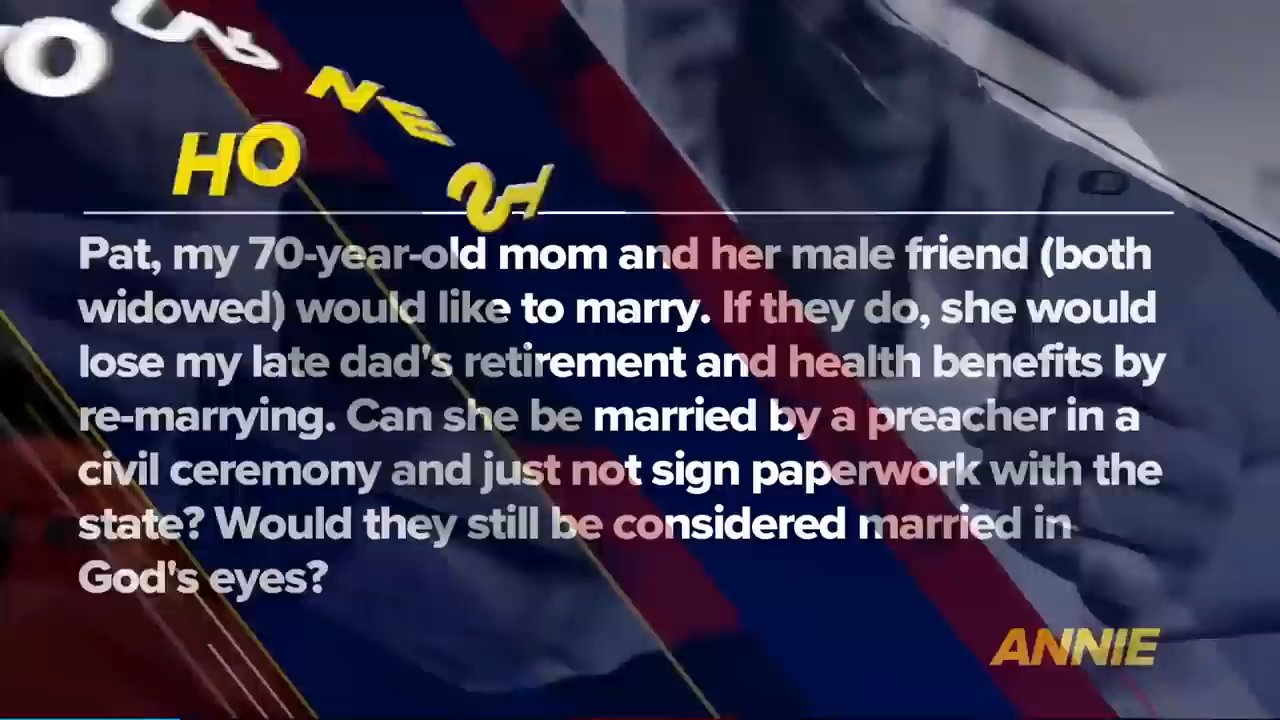 HONEST
Pat, my 70-year-old mom and her male friend (both
widowed) would like to marry. If they do, she would
lose my late dad's retirement and health benefits by
re-marrying. Can she be married by a preacher in a
civil ceremony and just not sign paperwork with the
state? Would they still be considered married in
God's eyes?
ANNIE